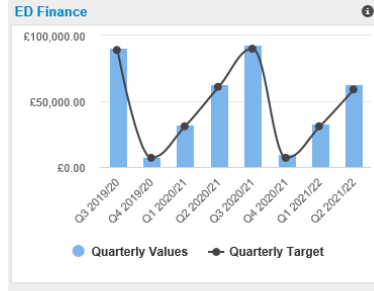 ED Finance
£100,000.00
£50,000.00
£0.00
Q3 2019/20
Q4 2019/20
Q1 2020/21
Q2 2020/21
Q3 2020/21
Q4 2020/21
Q1 2021/22
Q2 2021/22
Quarterly Values
Quarterly Target